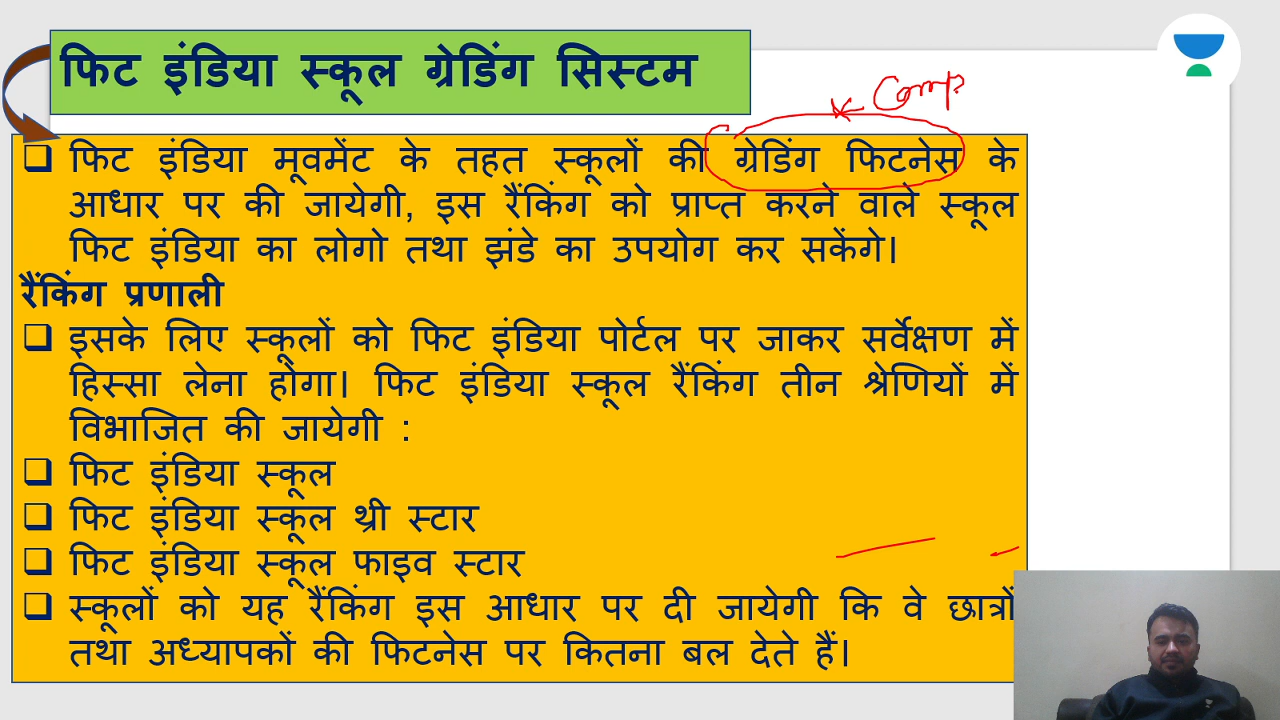 फिट इंडिया स्कूल ग्रेडिंग सिस्टम
Comp.
❑ फिट इंडिया मूवमेंट के तहत स्कूलों की ग्रेडिंग फिटनेस के
आधार पर की जायेगी, इस रैंकिंग को प्राप्त करने वाले स्कूल
फिट इंडिया का लोगो तथा झंडे का उपयोग कर सकेंगे।
रैंकिंग प्रणाली
❑ इसके लिए स्कूलों को फिट इंडिया पोर्टल पर जाकर सर्वेक्षण में
हिस्सा लेना होगा। फिट इंडिया स्कूल रैंकिंग तीन श्रेणियों में
विभाजित की जायेगी :
❑ फिट इंडिया स्कूल
❑ फिट इंडिया स्कूल थ्री स्टार
❑ फिट इंडिया स्कूल फाइव स्टार
❑ स्कूलों को यह रैंकिंग इस आधार पर दी जायेगी कि वे छात्रों
तथा अध्यापकों की फिटनेस पर कितना बल देते हैं।